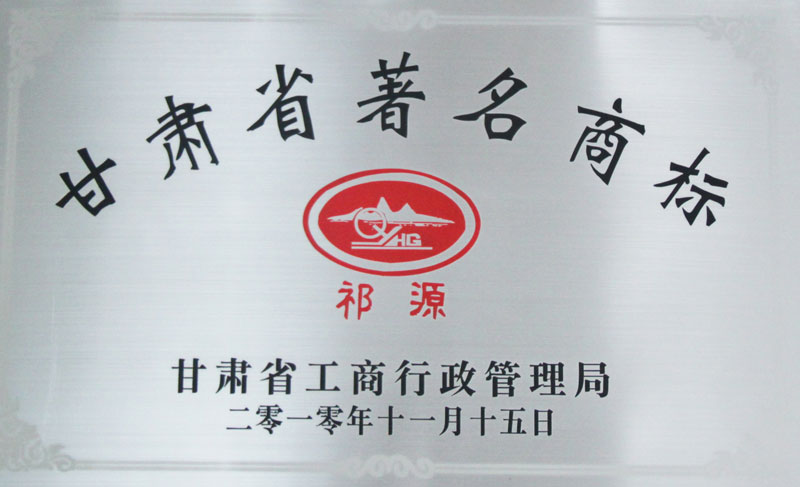 甘肃省著名商标
QYHG
祁源
甘肃省工商行政管理局
二零一零年十一月十五日